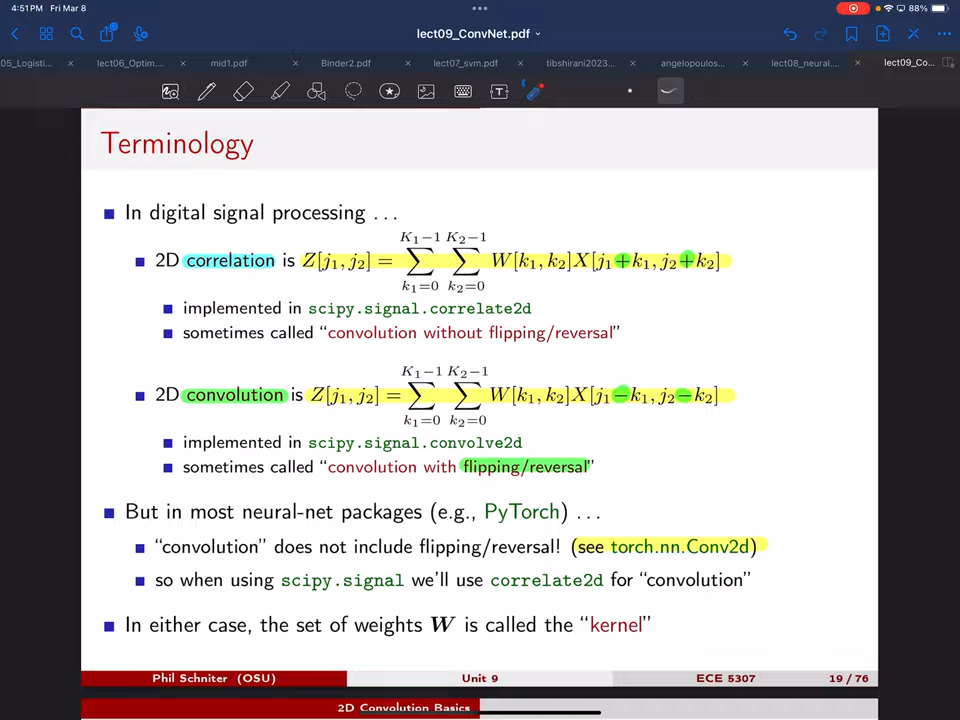 4:51 PM Fri Mar 8
88%
lect09_ConvNet.pdf
05_Logisti...
lect06_Optim...
mid1.pdf
Binder2.pdf
lect07_svm.pdf
tibshirani2023...
angelopoulos...
lect08_neural...
lect09_Co...
Terminology
In digital signal processing ...
2D correlation is Z[j₁, j₂] = ∑_{k₁=0}^{K₁−1} ∑_{k₂=0}^{K₂−1} W[k₁, k₂]X[j₁+k₁, j₂+k₂]
implemented in scipy.signal.correlate2d
sometimes called “convolution without flipping/reversal”
2D convolution is Z[j₁, j₂] = ∑_{k₁=0}^{K₁−1} ∑_{k₂=0}^{K₂−1} W[k₁, k₂]X[j₁−k₁, j₂−k₂]
implemented in scipy.signal.convolve2d
sometimes called “convolution with flipping/reversal”
But in most neural-net packages (e.g., PyTorch) ...
“convolution” does not include flipping/reversal! (see torch.nn.Conv2d)
so when using scipy.signal we’ll use correlate2d for “convolution”
In either case, the set of weights W is called the “kernel”
Phil Schniter (OSU)
Unit 9
ECE 5307
19 / 76
2D Convolution Basics